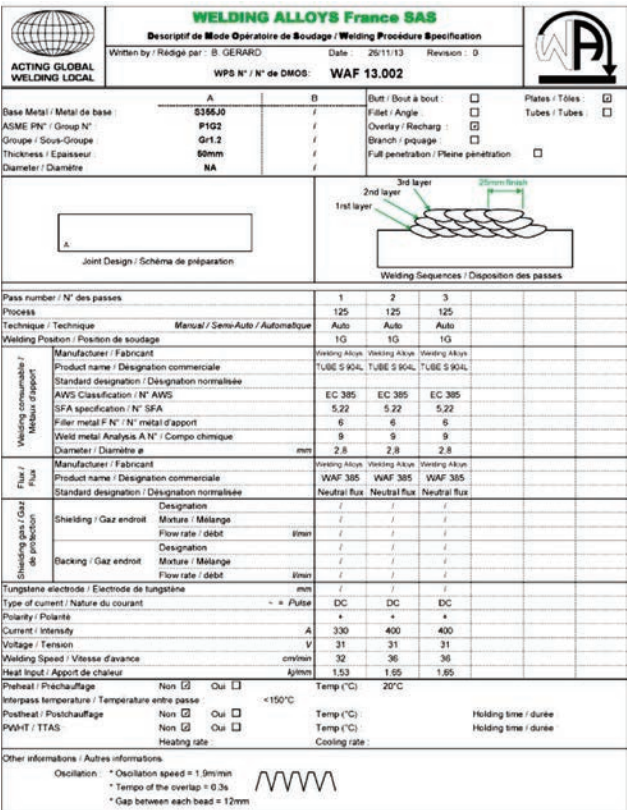 WELDING ALLOYS France SAS
Descriptif de Mode Opératoire de Soudage / Welding Procédure Specification
Written by / Rédigé par : B. GERARD Date : 26/11/13 Revision : 0
ACTING GLOBAL
WELDING LOCAL
WPS N° / N° de DMOS: WAF 13.002
WA
A B
Base Metal / Metal de base : S355J0 /
ASME PN° / Group N° : P1G2 /
Groupe / Sous-Groupe : Gr1.2 /
Thickness / Epaisseur : 60mm /
Diameter / Diamètre NA /
Butt / Bout à bout : ☐ Plates / Tôles : ☑
Fillet / Angle : ☐ Tubes / Tubes : ☐
Overlay / Recharg : ☑
Branch / piquage : ☐
Full penetration / Pleine pénétration ☐
A
Joint Design / Schéma de préparation
3rd layer
2nd layer
1rst layer
25mm finish
Welding Sequences / Disposition des passes
Pass number / N° des passes 1 2 3
Process 125 125 125
Technique / Technique Manual / Semi-Auto / Automatique Auto Auto Auto
Welding Position / Position de soudage 1G 1G 1G
Welding consumable / Métaux d'apport
Manufacturer / Fabricant Welding Alloys Welding Alloys Welding Alloys
Product name / Désignation commerciale TUBE S 904L TUBE S 904L TUBE S 904L
Standard designation / Désignation normalisée
AWS Classification / N° AWS EC 385 EC 385 EC 385
SFA specification / N° SFA 5,22 5,22 5,22
Filler metal F N° / N° métal d'apport 6 6 6
Weld metal Analysis A N° / Compo chimique 9 9 9
Diameter / Diamètre ø mm 2,8 2,8 2,8
Flux / Flux
Manufacturer / Fabricant Welding Alloys Welding Alloys Welding Alloys
Product name / Désignation commerciale WAF 385 WAF 385 WAF 385
Standard designation / Désignation normalisée Neutral flux Neutral flux Neutral flux
Shielding gas / Gaz de protection
Shielding / Gaz endroit
Designation / / /
Mixture / Mélange / / /
Flow rate / débit l/min / / /
Backing / Gaz endroit
Designation / / /
Mixture / Mélange / / /
Flow rate / débit l/min / / /
Tungstene electrode / Electrode de tungstène mm / / /
Type of current / Nature du courant ~ = Pulse DC DC DC
Polarity / Polarité + + +
Current / Intensity A 330 400 400
Voltage / Tension V 31 31 31
Welding Speed / Vitesse d'avance cm/min 32 36 36
Heat Input / Apport de chaleur kj/mm 1,53 1,65 1,65
Preheat / Préchauffage Non ☑ Oui ☐ Temp (°C) : 20°C
Interpass temperature / Température entre passe : <150°C
Postheat / Postchauffage Non ☑ Oui ☐ Temp (°C) : Holding time / durée
PWHT / TTAS Non ☑ Oui ☐ Temp (°C) : Holding time / durée
Heating rate : Cooling rate :
Other informations / Autres informations
Oscillation : * Oscillation speed = 1,9m/min
* Tempo of the overlap = 0.3s
* Gap between each bead = 12mm